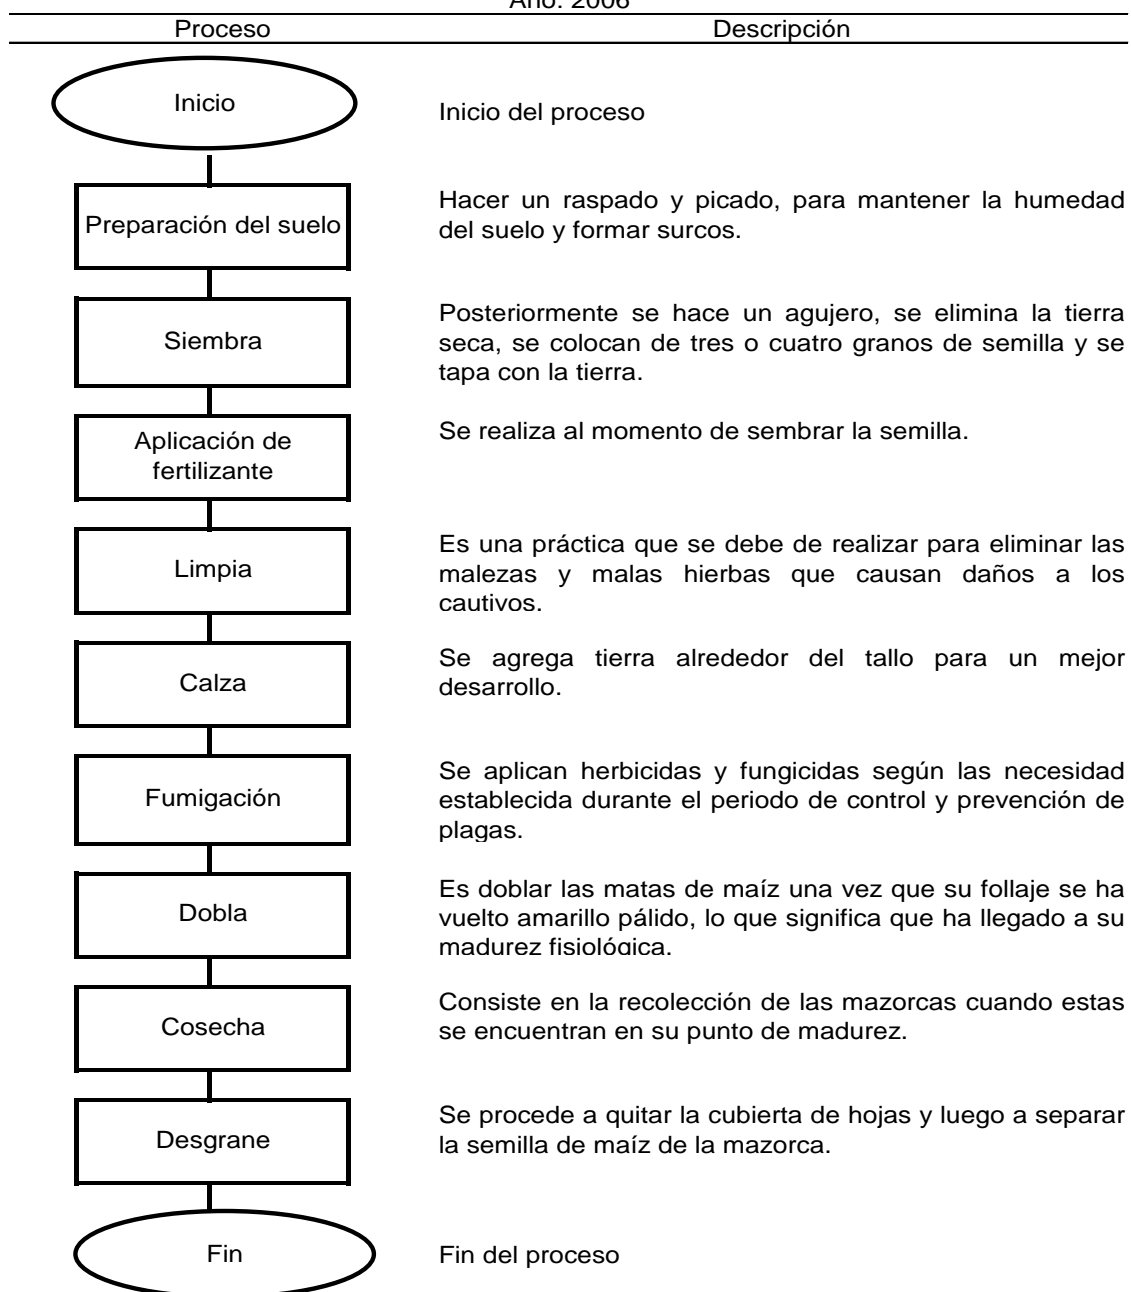 Año: 2006
Proceso Descripción
Inicio
Inicio del proceso
Preparación del suelo
Hacer un raspado y picado, para mantener la humedad
del suelo y formar surcos.
Siembra
Posteriormente se hace un agujero, se elimina la tierra
seca, se colocan de tres o cuatro granos de semilla y se
tapa con la tierra.
Aplicación de
fertilizante
Se realiza al momento de sembrar la semilla.
Limpia
Es una práctica que se debe de realizar para eliminar las
malezas y malas hierbas que causan daños a los
cautivos.
Calza
Se agrega tierra alrededor del tallo para un mejor
desarrollo.
Fumigación
Se aplican herbicidas y fungicidas según las necesidad
establecida durante el periodo de control y prevención de
plagas.
Dobla
Es doblar las matas de maíz una vez que su follaje se ha
vuelto amarillo pálido, lo que significa que ha llegado a su
madurez fisiológica.
Cosecha
Consiste en la recolección de las mazorcas cuando estas
se encuentran en su punto de madurez.
Desgrane
Se procede a quitar la cubierta de hojas y luego a separar
la semilla de maíz de la mazorca.
Fin
Fin del proceso